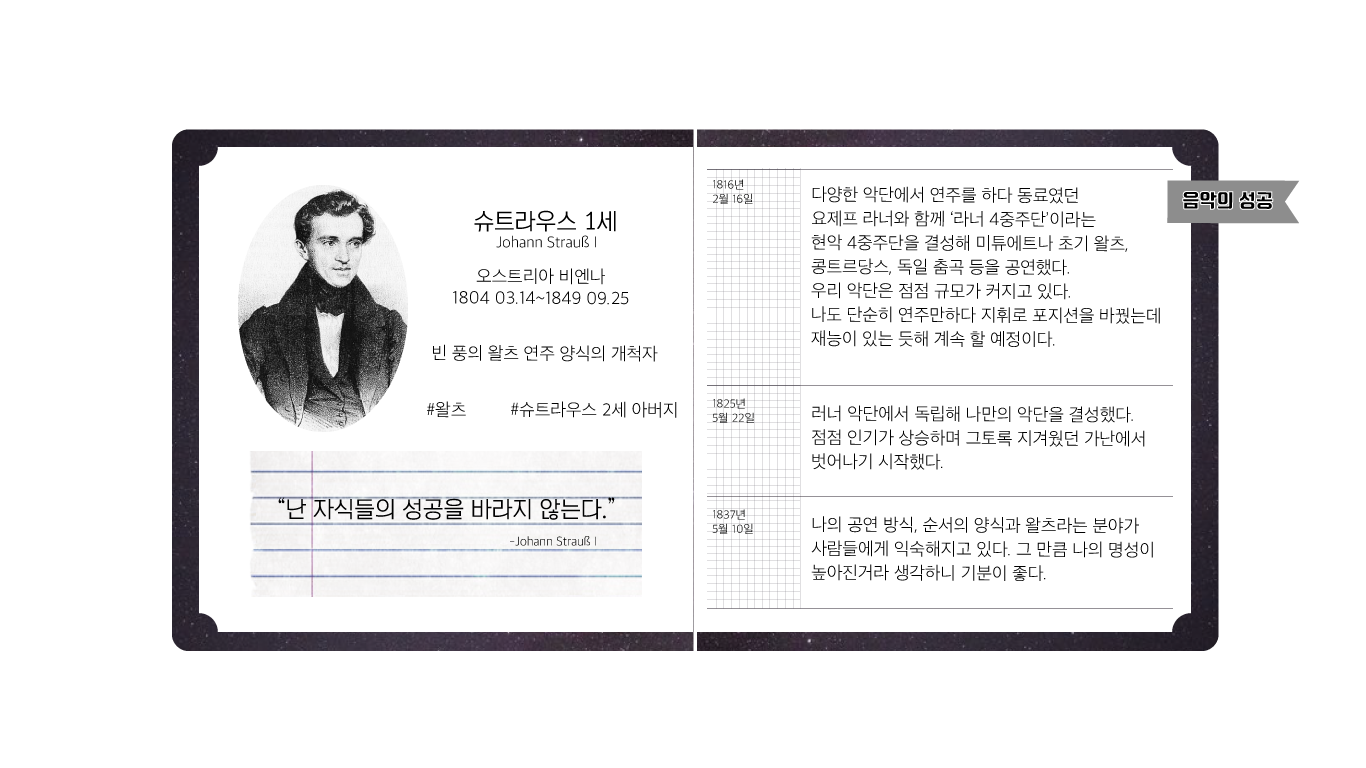 슈트라우스 1세
Johann Strauß Ⅰ
오스트리아 비엔나
1804 03.14~1849 09.25
빈 풍의 왈츠 연주 양식의 개척자
#왈츠 #슈트라우스 2세 아버지
“난 자식들의 성공을 바라지 않는다.”
-Johann Strauß Ⅰ
음악의 성공
1816년
2월 16일
다양한 악단에서 연주를 하다 동료였던
요제프 라너와 함께 ‘라너 4중주단’이라는
현악 4중주단을 결성해 미듀에트나 초기 왈츠,
콩트르당스, 독일 춤곡 등을 공연했다.
우리 악단은 점점 규모가 커지고 있다.
나도 단순히 연주만하다 지휘로 포지션을 바꿨는데
재능이 있는 듯해 계속 할 예정이다.
1825년
5월 22일
러너 악단에서 독립해 나만의 악단을 결성했다.
점점 인기가 상승하며 그토록 지겨웠던 가난에서
벗어나기 시작했다.
1837년
5월 10일
나의 공연 방식, 순서의 양식과 왈츠라는 분야가
사람들에게 익숙해지고 있다. 그 만큼 나의 명성이
높아진거라 생각하니 기분이 좋다.